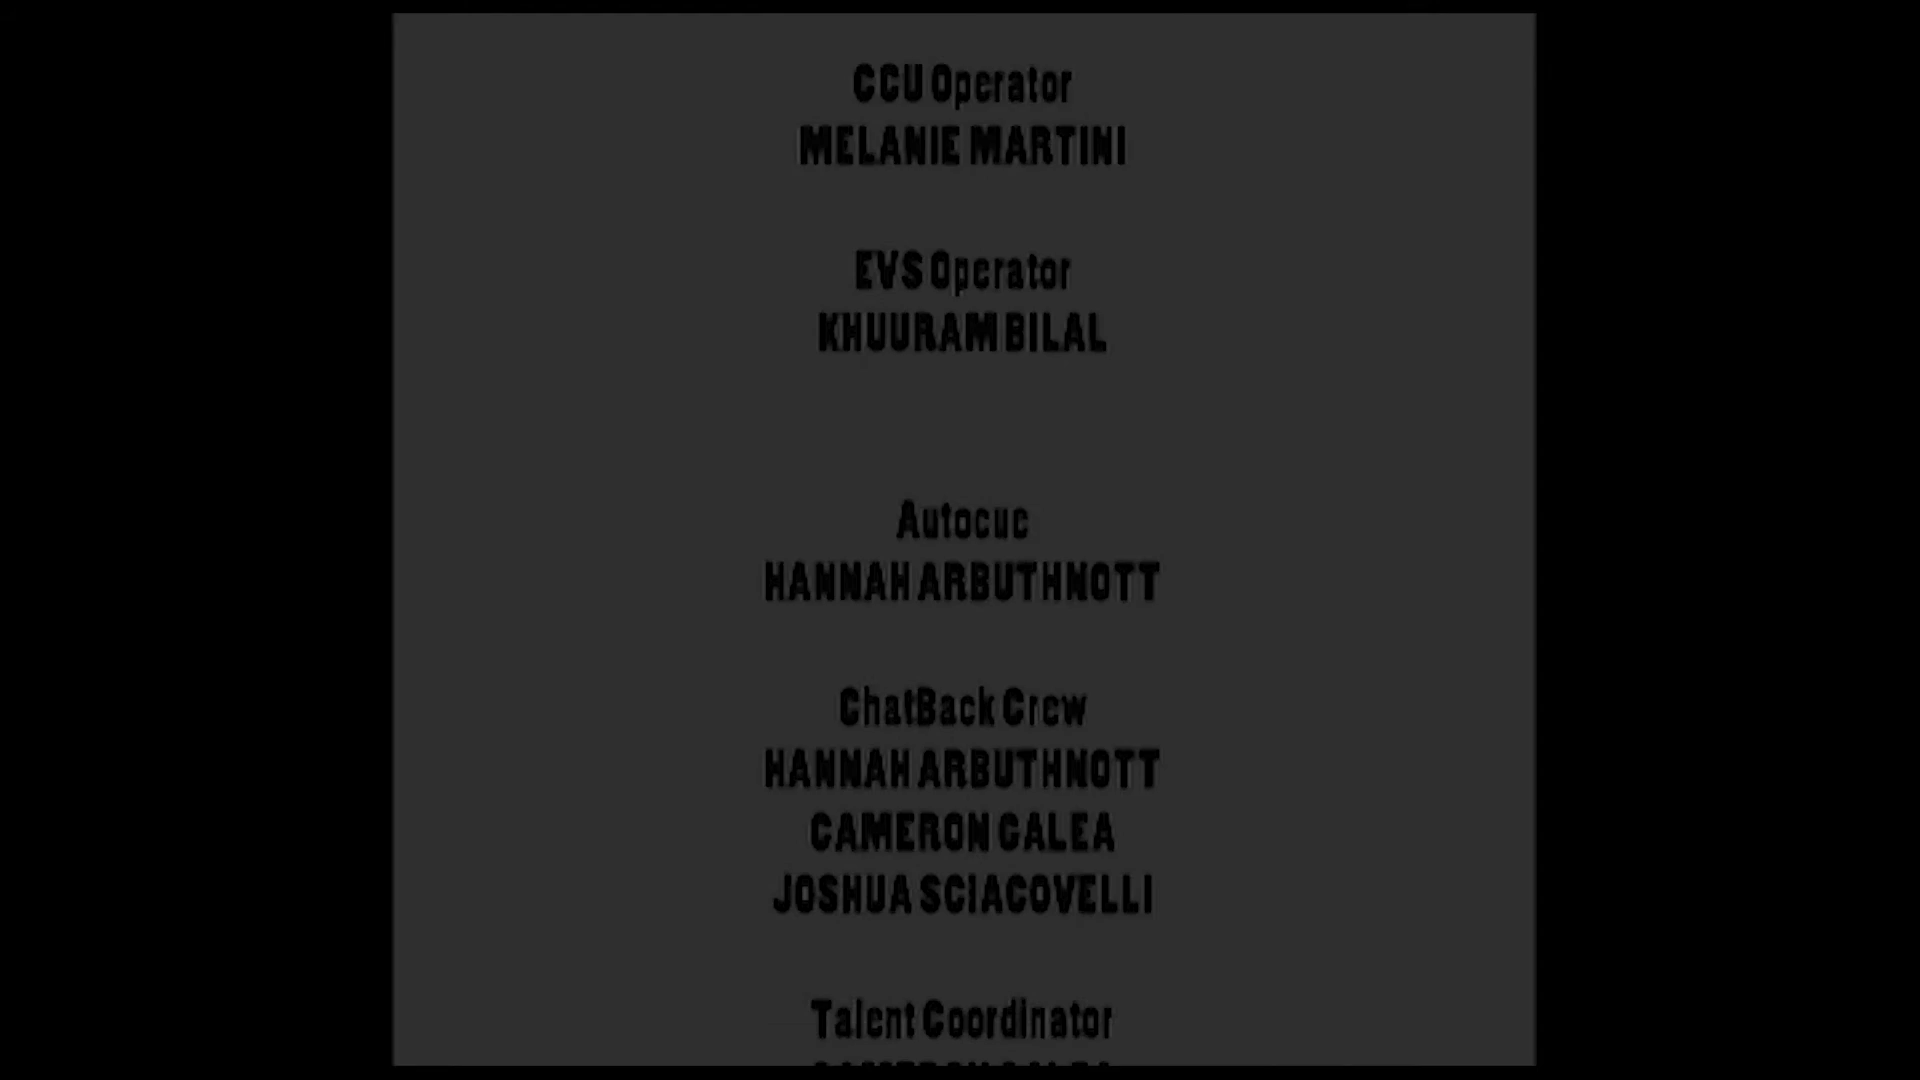 CCU Operator
MELANIE MARTINI
EVS Operator
KHUURAM BILAL
Autocue
HANNAH ARBUTHNOTT
ChatBack Crew
HANNAH ARBUTHNOTT
CAMERON GALEA
JOSHUA SCIACOVELLI
Talent Coordinator